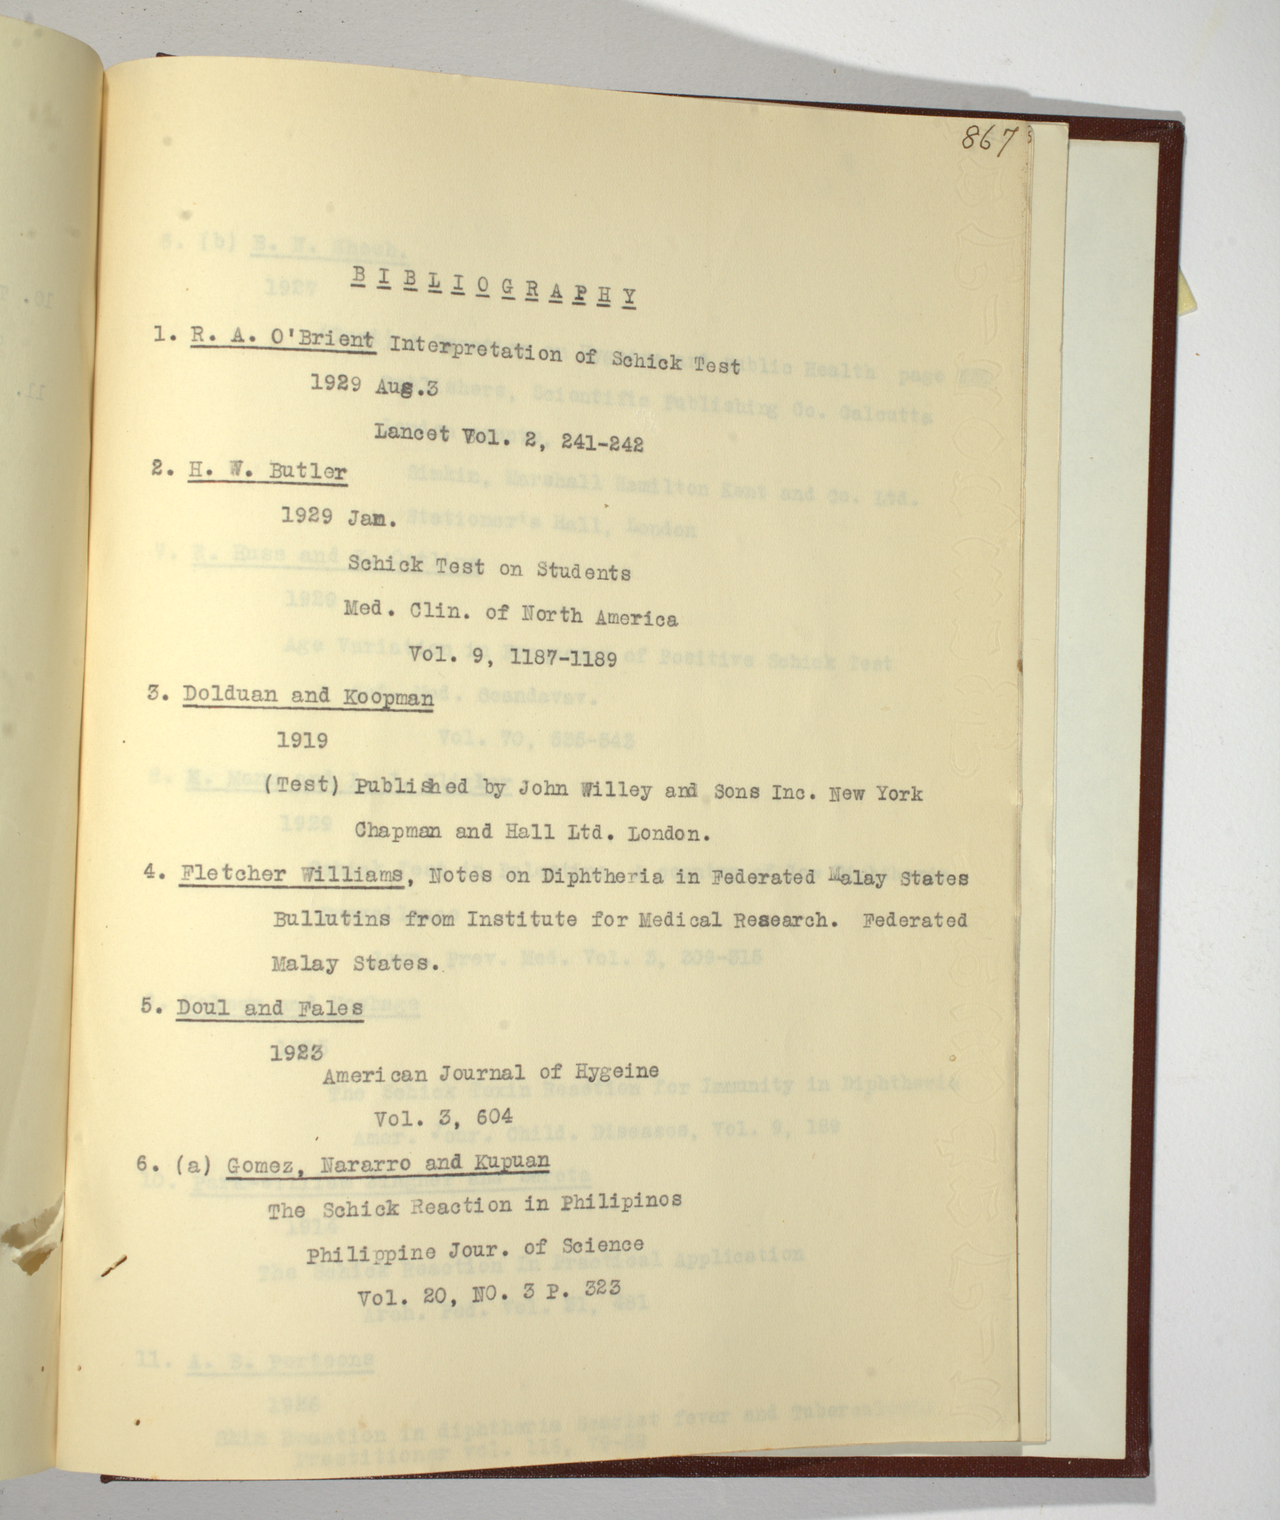 867
BIBLIOGRAPHY
1. R. A. O'Brient Interpretation of Schick Test
1929 Aug.3
Lancet Vol. 2, 241-242
2. H. W. Butler
1929 Jan.
Schick Test on Students
Med. Clin. of North America
Vol. 9, 1187-1189
3. Dolduan and Koopman
1919
(Test) Published by John Willey and Sons Inc. New York
Chapman and Hall Ltd. London.
4. Fletcher Williams, Notes on Diphtheria in Federated Malay States
Bullutins from Institute for Medical Research. Federated
Malay States.
5. Doul and Fales
1923
American Journal of Hygeine
Vol. 3, 604
6. (a) Gomez, Nararro and Kupuan
The Schick Reaction in Philipinos
Philippine Jour. of Science
Vol. 20, NO. 3 P. 323